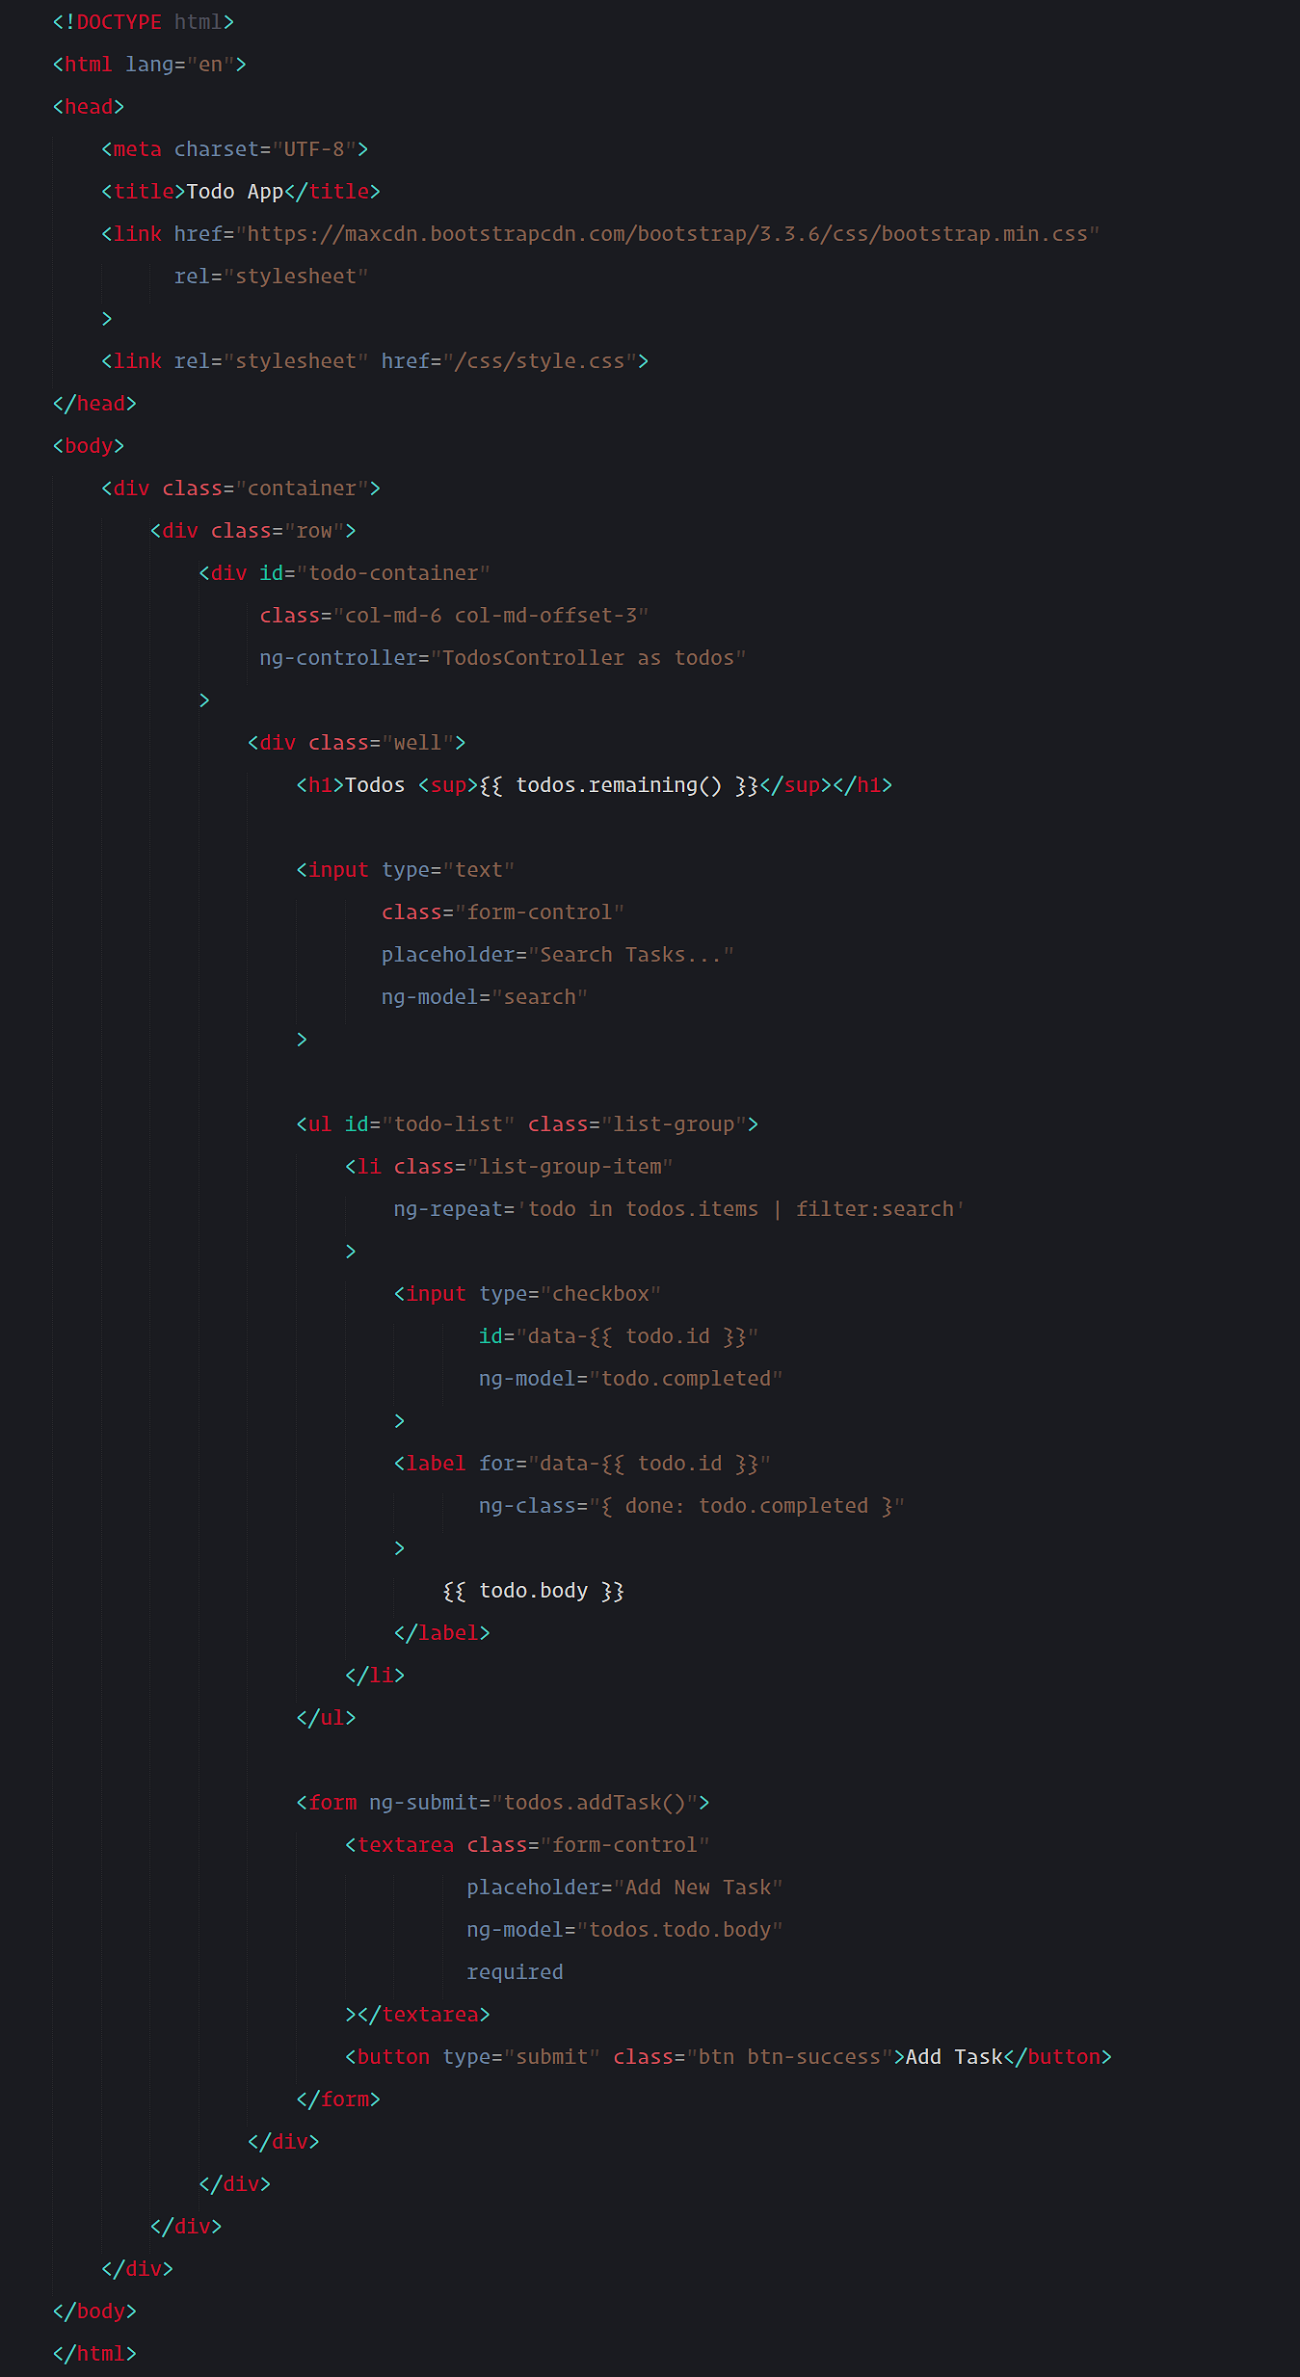 <!DOCTYPE html>
<html lang="en">
<head>
    <meta charset="UTF-8">
    <title>Todo App</title>
    <link href="https://maxcdn.bootstrapcdn.com/bootstrap/3.3.6/css/bootstrap.min.css"
          rel="stylesheet"
    >
    <link rel="stylesheet" href="/css/style.css">
</head>
<body>
    <div class="container">
        <div class="row">
            <div id="todo-container"
                 class="col-md-6 col-md-offset-3"
                 ng-controller="TodosController as todos"
            >
                <div class="well">
                    <h1>Todos <sup>{{ todos.remaining() }}</sup></h1>

                    <input type="text"
                           class="form-control"
                           placeholder="Search Tasks..."
                           ng-model="search"
                    >

                    <ul id="todo-list" class="list-group">
                        <li class="list-group-item"
                            ng-repeat='todo in todos.items | filter:search'
                        >
                            <input type="checkbox"
                                   id="data-{{ todo.id }}"
                                   ng-model="todo.completed"
                            >
                            <label for="data-{{ todo.id }}"
                                   ng-class="{ done: todo.completed }"
                            >
                                {{ todo.body }}
                            </label>
                        </li>
                    </ul>

                    <form ng-submit="todos.addTask()">
                        <textarea class="form-control"
                                  placeholder="Add New Task"
                                  ng-model="todos.todo.body"
                                  required
                        ></textarea>
                        <button type="submit" class="btn btn-success">Add Task</button>
                    </form>
                </div>
            </div>
        </div>
    </div>
</body>
</html>